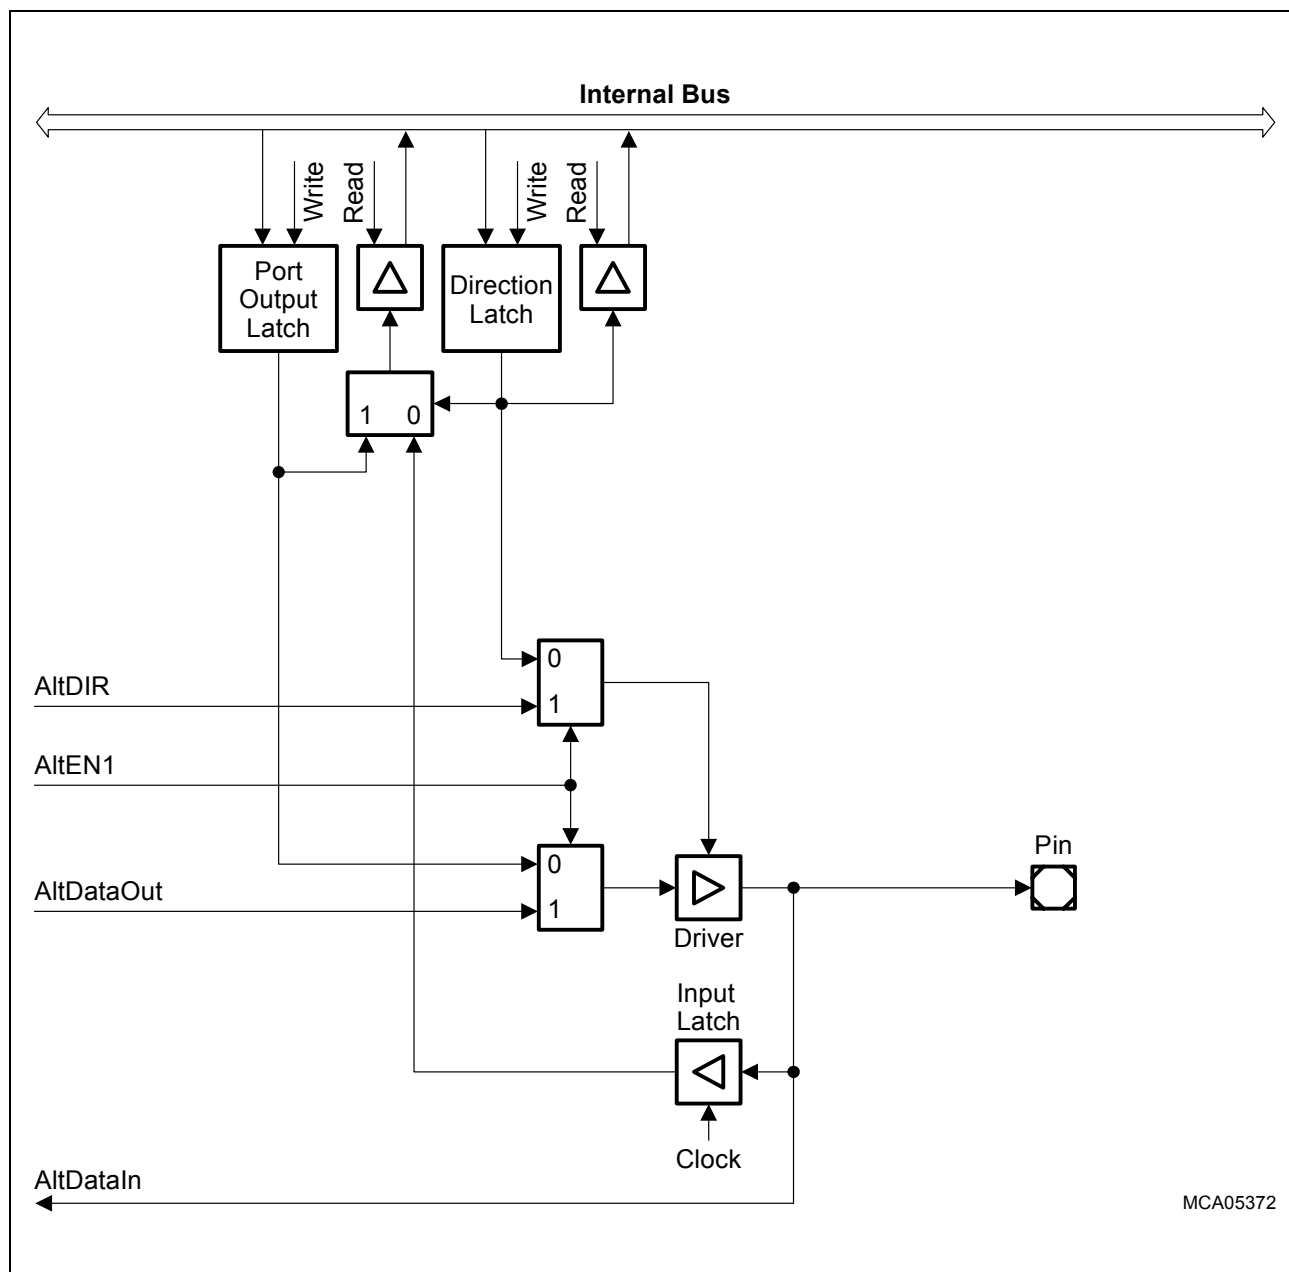 Internal Bus
Write
Read
Write
Read
Port
Output
Latch
Direction
Latch
1 0
0
AltDIR
1
AltEN1
0
AltDataOut
1
Driver
Pin
Input
Latch
Clock
AltDataIn
MCA05372